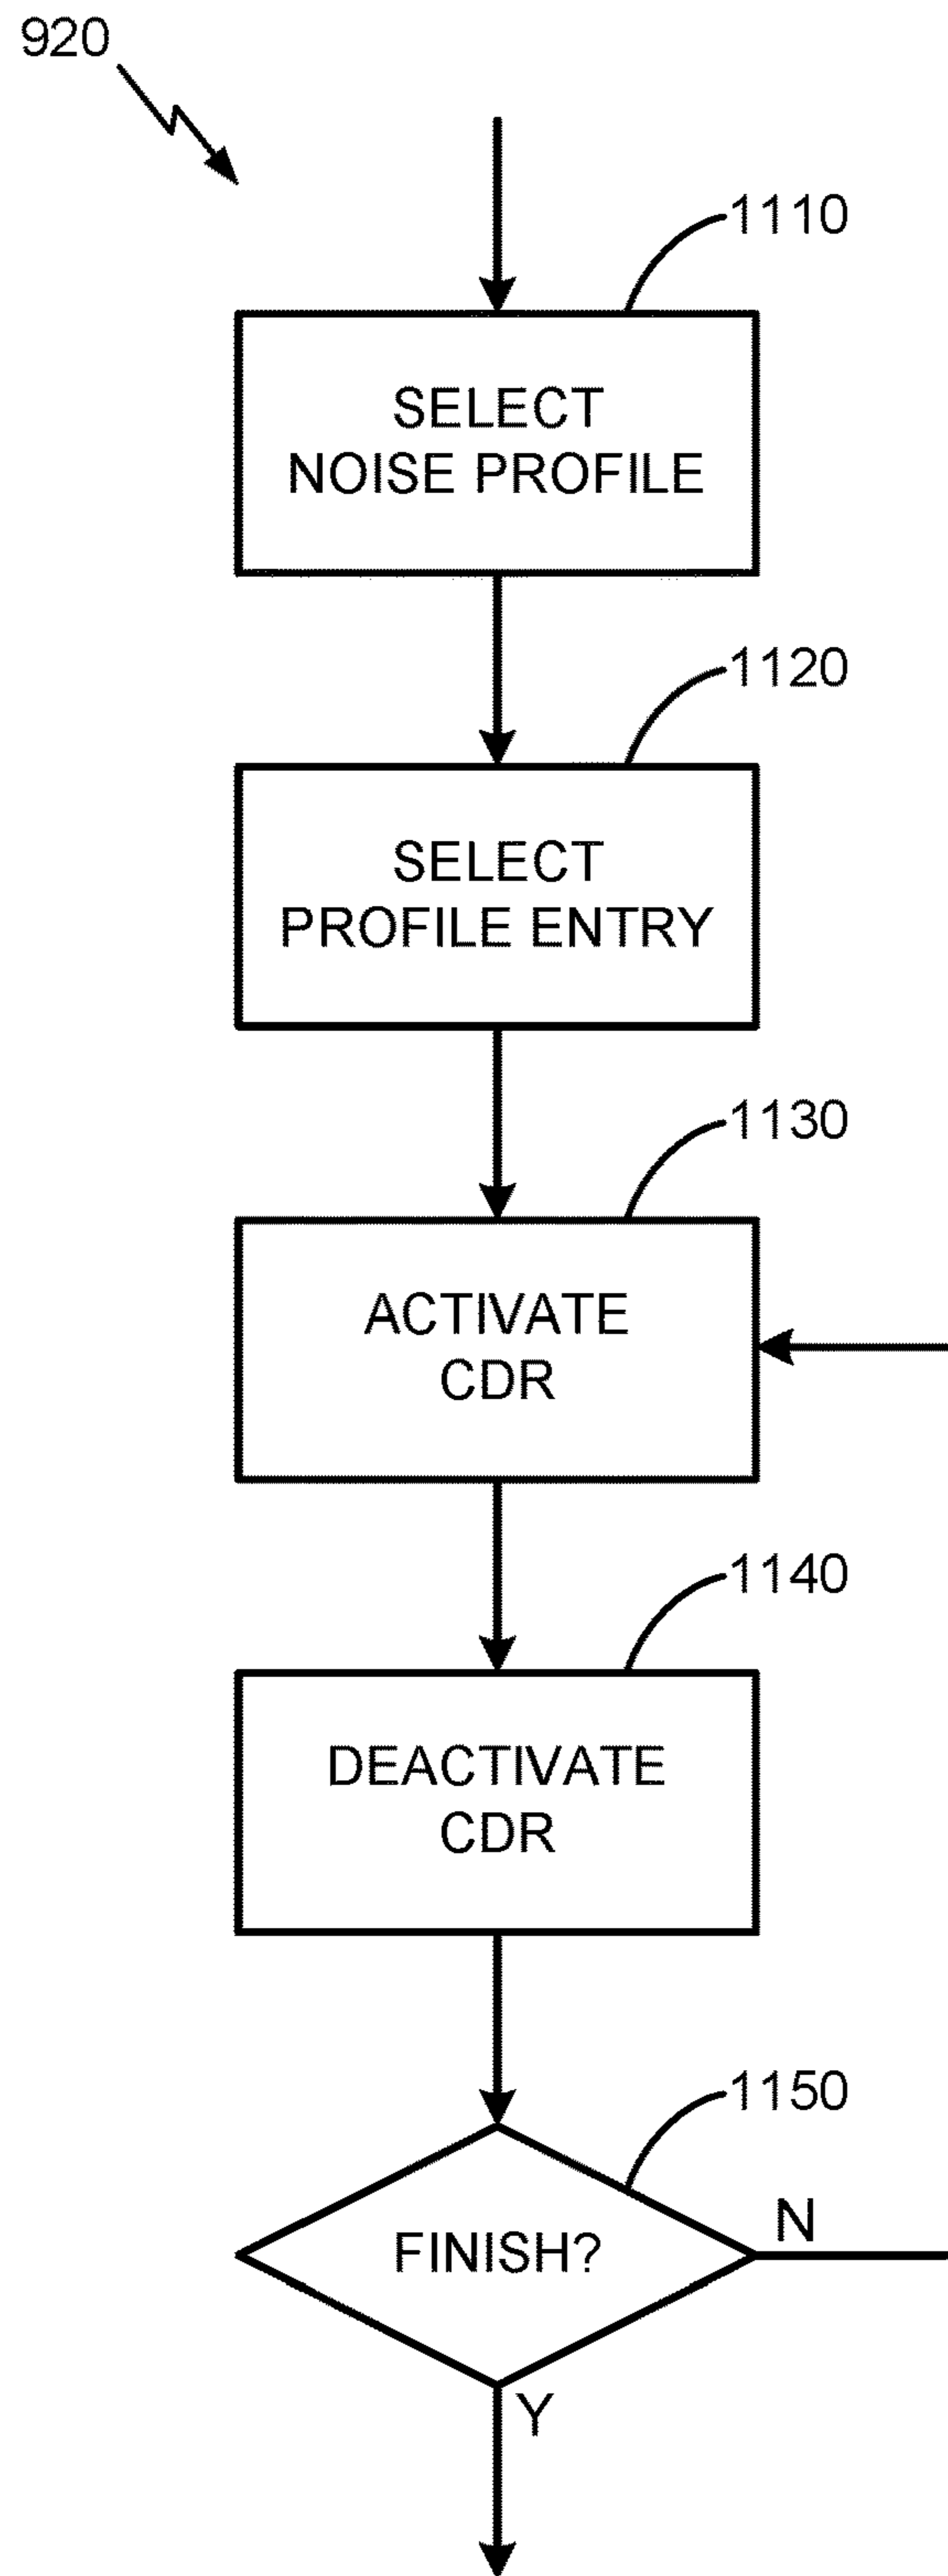 920
1110
SELECT
NOISE PROFILE
1120
SELECT
PROFILE ENTRY
1130
ACTIVATE
CDR
1140
DEACTIVATE
CDR
1150
FINISH?
N
Y